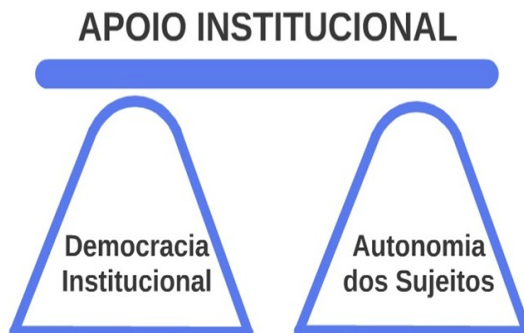 APOIO INSTITUCIONAL
Democracia
Institucional
Autonomia
dos Sujeitos